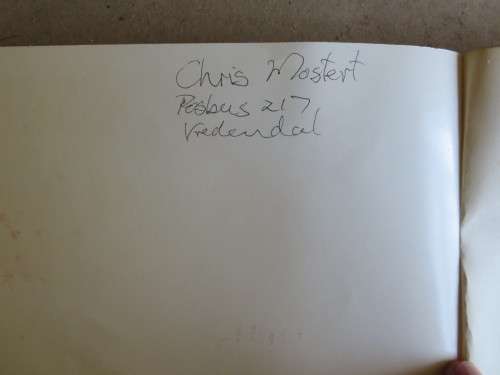 Chris Mostert
Posbus 217
Vredendal